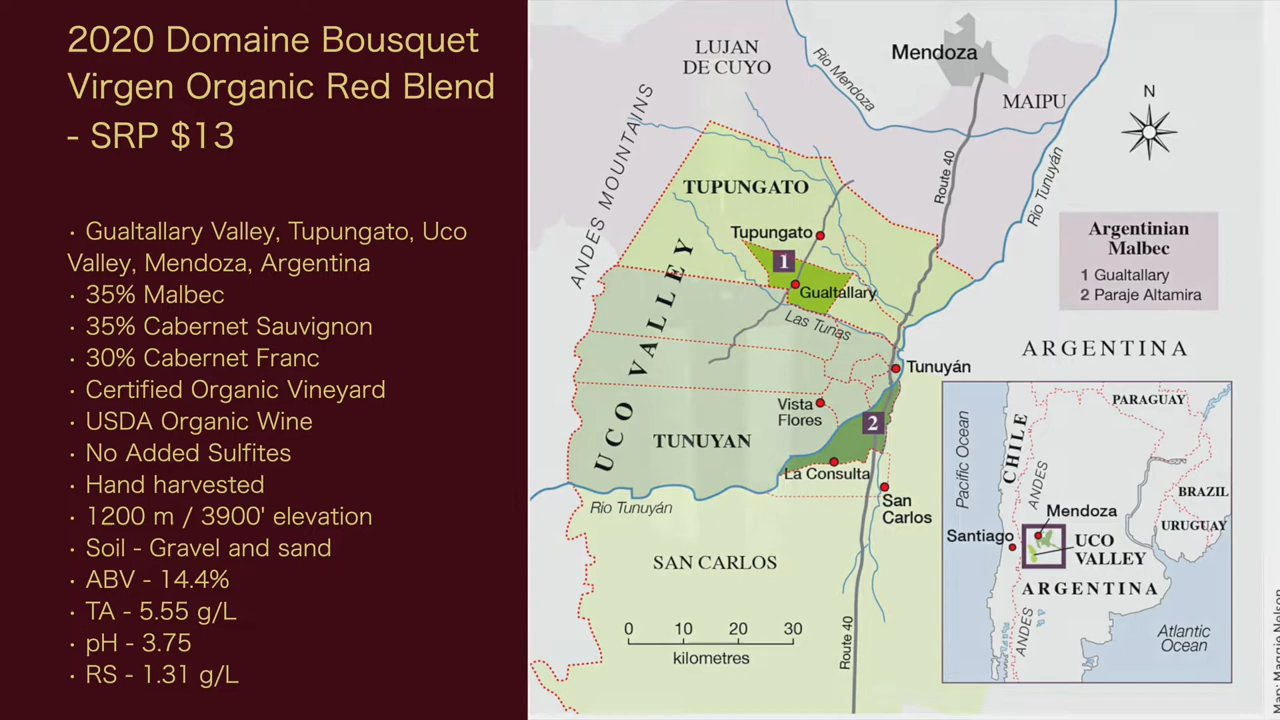 2020 Domaine Bousquet
Virgen Organic Red Blend
- SRP $13
· Gualtallary Valley, Tupungato, Uco
Valley, Mendoza, Argentina
· 35% Malbec
· 35% Cabernet Sauvignon
· 30% Cabernet Franc
· Certified Organic Vineyard
· USDA Organic Wine
· No Added Sulfites
· Hand harvested
· 1200 m / 3900' elevation
· Soil - Gravel and sand
· ABV - 14.4%
· TA - 5.55 g/L
· pH - 3.75
· RS - 1.31 g/L
LUJAN
DE CUYO
Rio Mendoza
Mendoza
MAIPU
N
ANDES MOUNTAINS
Route 40
Rio Tunuyán
TUPUNGATO
Tupungato
1
Gualtallary
Las Tunas
UCO VALLEY
Argentinian
Malbec
1 Gualtallary
2 Paraje Altamira
ARGENTINA
Tunuyán
Vista
Flores
2
TUNUYAN
La Consulta
Rio Tunuyán
San
Carlos
SAN CARLOS
0 10 20 30
kilometres
Route 40
PARAGUAY
Pacific Ocean
CHILE
ANDES
BRAZIL
Mendoza
URUGUAY
Santiago
UCO
VALLEY
ARGENTINA
ANDES
Atlantic
Ocean
Map: Maggie Nelson